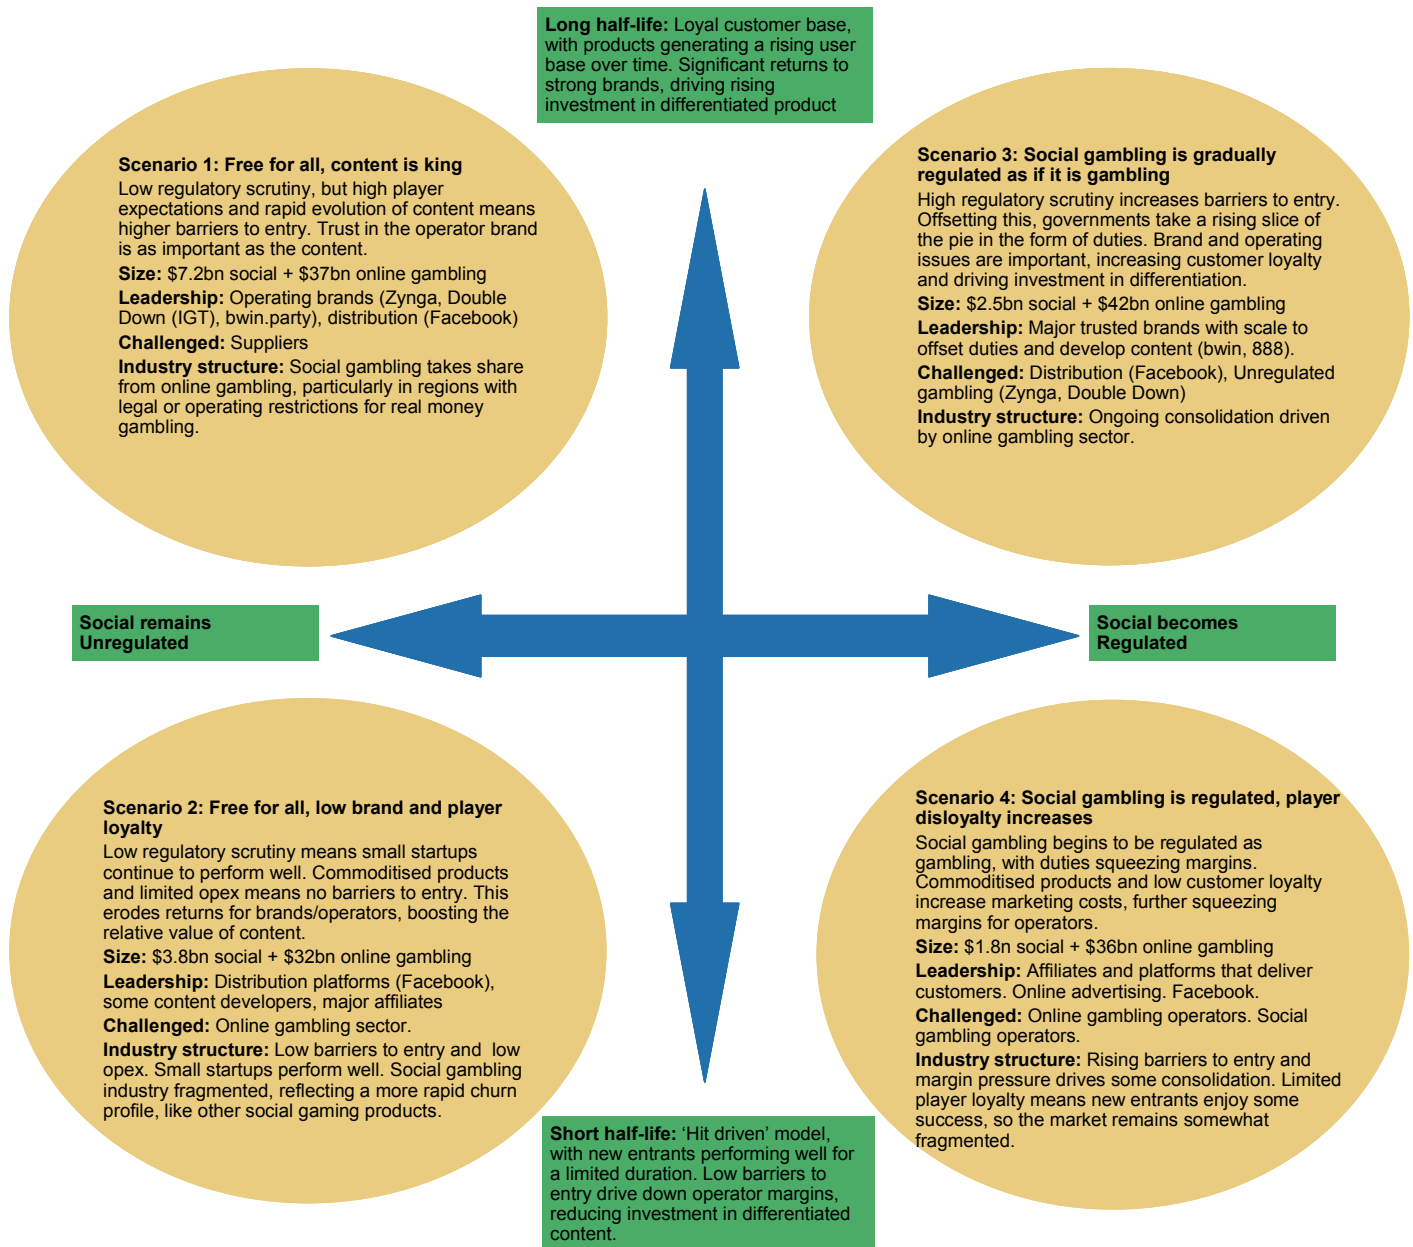 Long half-life: Loyal customer base,
with products generating a rising user
base over time. Significant returns to
strong brands, driving rising
investment in differentiated product
Scenario 1: Free for all, content is king
Low regulatory scrutiny, but high player
expectations and rapid evolution of content means
higher barriers to entry. Trust in the operator brand
is as important as the content.
Size: $7.2bn social + $37bn online gambling
Leadership: Operating brands (Zynga, Double
Down (IGT), bwin.party), distribution (Facebook)
Challenged: Suppliers
Industry structure: Social gambling takes share
from online gambling, particularly in regions with
legal or operating restrictions for real money
gambling.
Scenario 3: Social gambling is gradually
regulated as if it is gambling
High regulatory scrutiny increases barriers to entry.
Offsetting this, governments take a rising slice of
the pie in the form of duties. Brand and operating
issues are important, increasing customer loyalty
and driving investment in differentiation.
Size: $2.5bn social + $42bn online gambling
Leadership: Major trusted brands with scale to
offset duties and develop content (bwin, 888).
Challenged: Distribution (Facebook), Unregulated
gambling (Zynga, Double Down)
Industry structure: Ongoing consolidation driven
by online gambling sector.
Social remains
Unregulated
Social becomes
Regulated
Scenario 2: Free for all, low brand and player
loyalty
Low regulatory scrutiny means small startups
continue to perform well. Commoditised products
and limited opex means no barriers to entry. This
erodes returns for brands/operators, boosting the
relative value of content.
Size: $3.8bn social + $32bn online gambling
Leadership: Distribution platforms (Facebook),
some content developers, major affiliates
Challenged: Online gambling sector.
Industry structure: Low barriers to entry and low
opex. Small startups perform well. Social gambling
industry fragmented, reflecting a more rapid churn
profile, like other social gaming products.
Scenario 4: Social gambling is regulated, player
disloyalty increases
Social gambling begins to be regulated as
gambling, with duties squeezing margins.
Commoditised products and low customer loyalty
increase marketing costs, further squeezing
margins for operators.
Size: $1.8n social + $36bn online gambling
Leadership: Affiliates and platforms that deliver
customers. Online advertising. Facebook.
Challenged: Online gambling operators. Social
gambling operators.
Industry structure: Rising barriers to entry and
margin pressure drives some consolidation. Limited
player loyalty means new entrants enjoy some
success, so the market remains somewhat
fragmented.
Short half-life: ‘Hit driven’ model,
with new entrants performing well for
a limited duration. Low barriers to
entry drive down operator margins,
reducing investment in differentiated
content.